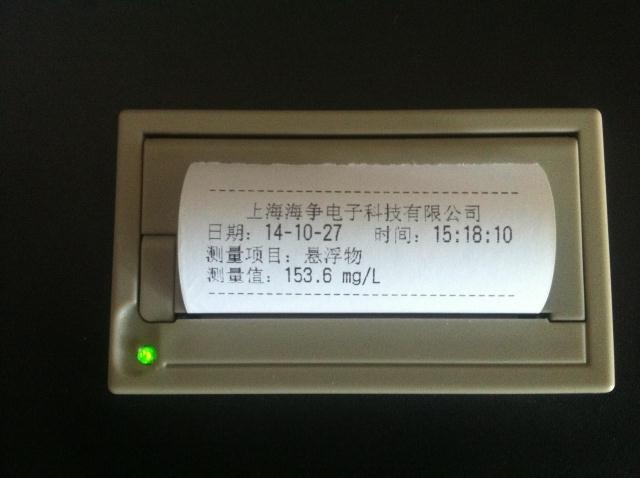 上海海争电子科技有限公司
日期：14-10-27 时间：15:18:10
测量项目：悬浮物
测量值：153.6 mg/L